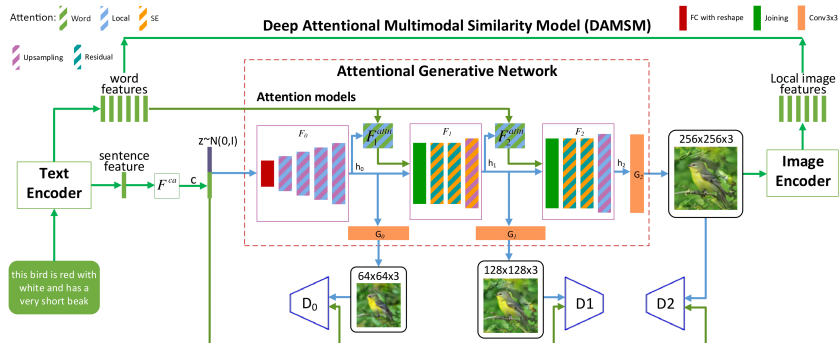 Attention:
Word
Local
SE
Deep Attentional Multimodal Similarity Model (DAMSM)
FC with reshape
Joining
Conv3x3
Upsampling
Residual
word
features
Attentional Generative Network
Local image
features
Attention models
z~N(0,I)
F0
F1attn
F1
F2attn
F2
256x256x3
Text
Encoder
sentence
feature
Fca
c
h0
h1
h2
G2
Image
Encoder
G0
G1
this bird is red with
white and has a
very short beak
64x64x3
128x128x3
D0
D1
D2